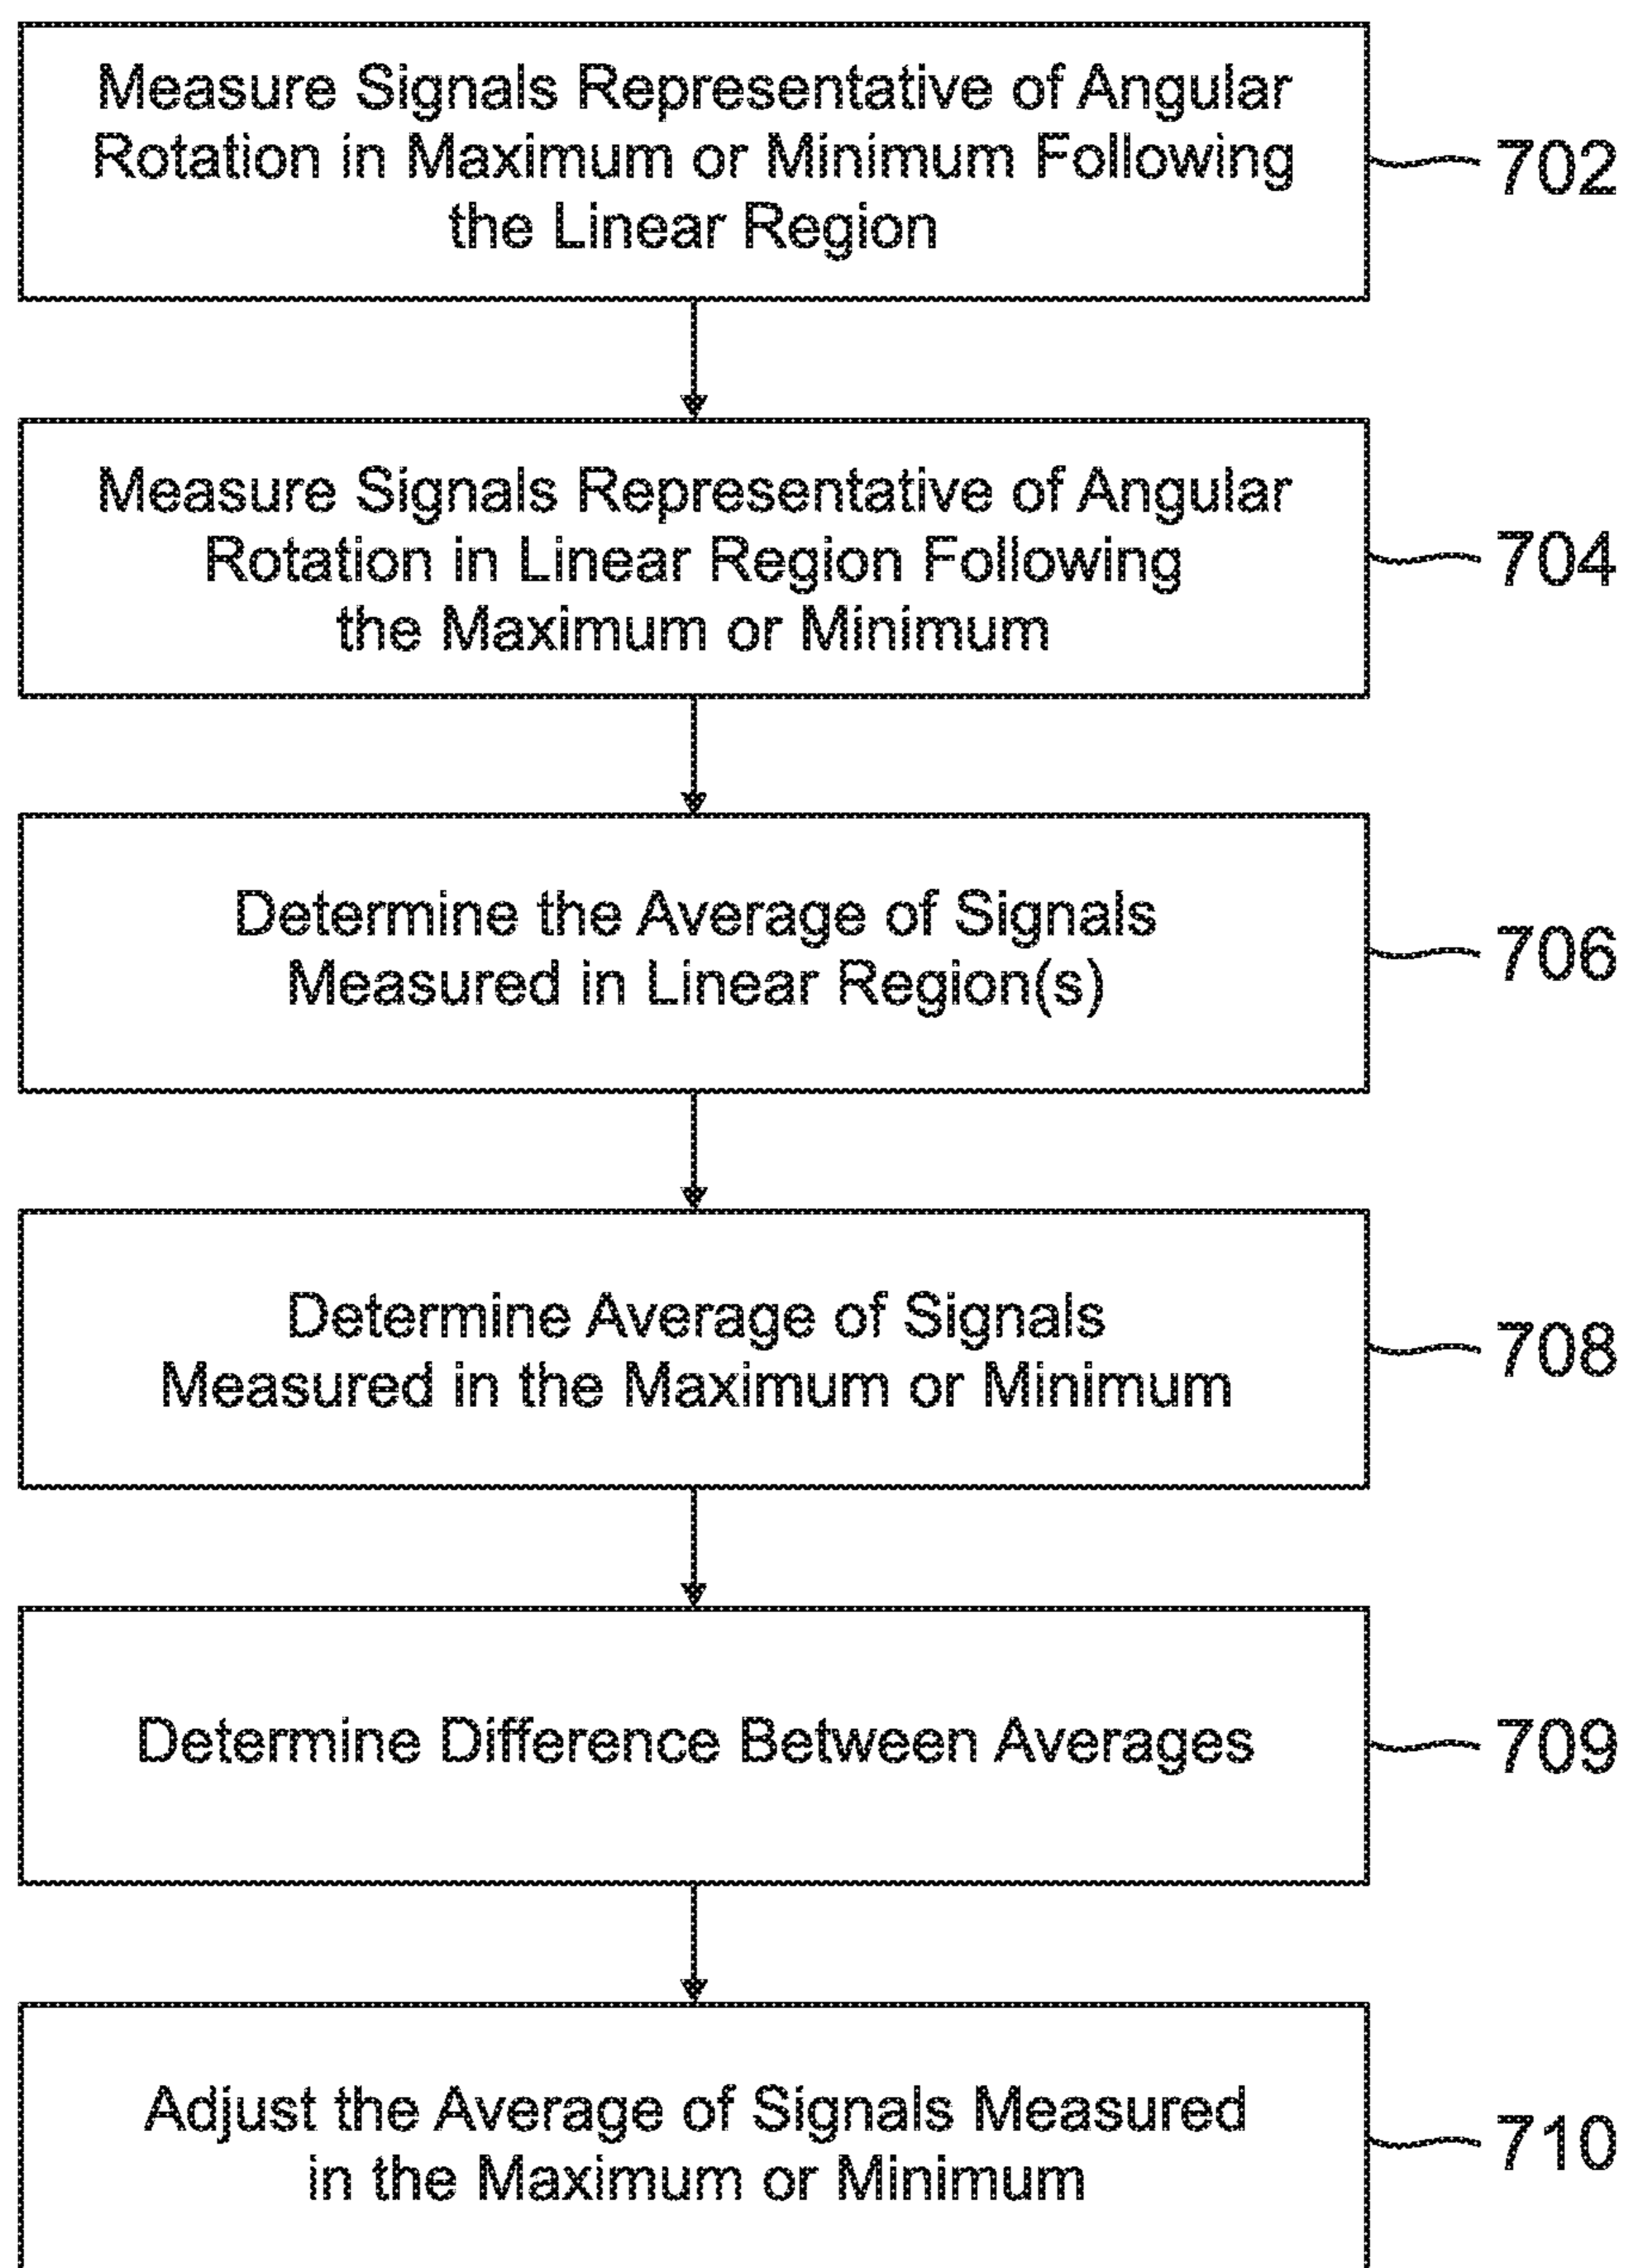 Measure Signals Representative of Angular
Rotation in Maximum or Minimum Following
the Linear Region
702
Measure Signals Representative of Angular
Rotation in Linear Region Following
the Maximum or Minimum
704
Determine the Average of Signals
Measured in Linear Region(s)
706
Determine Average of Signals
Measured in the Maximum or Minimum
708
Determine Difference Between Averages
709
Adjust the Average of Signals Measured
in the Maximum or Minimum
710